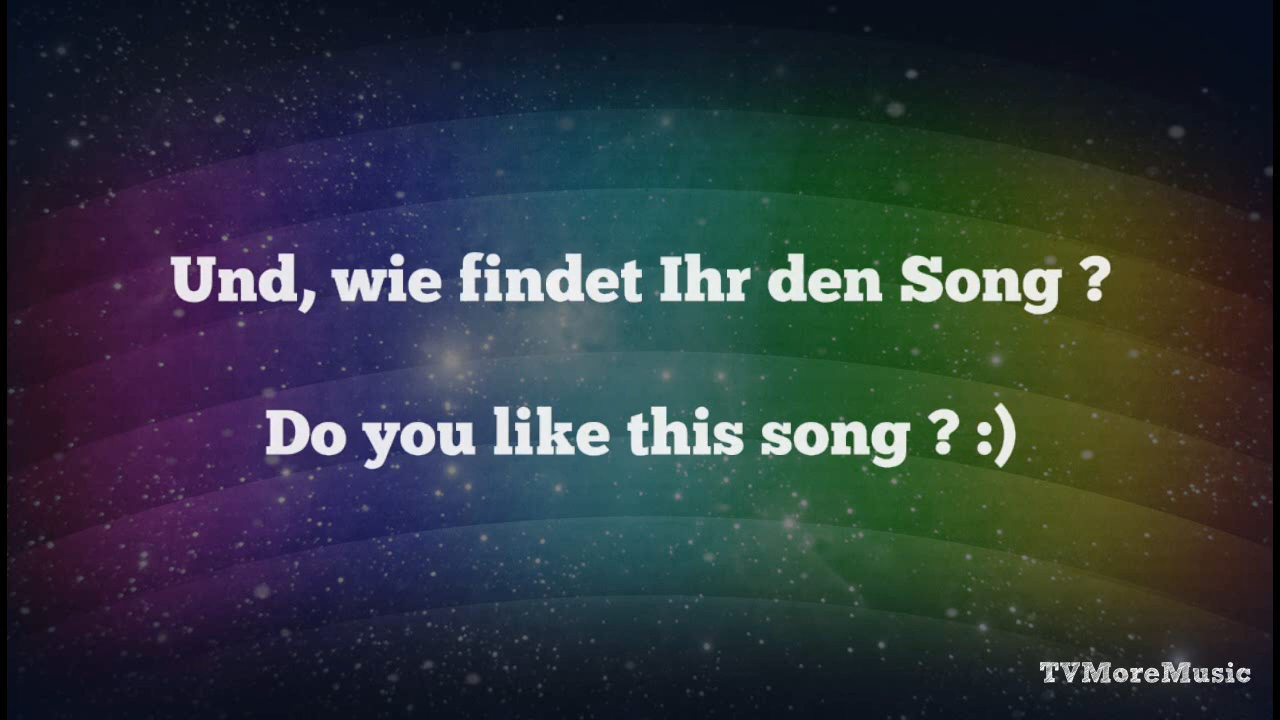 Und, wie findet Ihr den Song ?
Do you like this song ? :)
TVMoreMusic